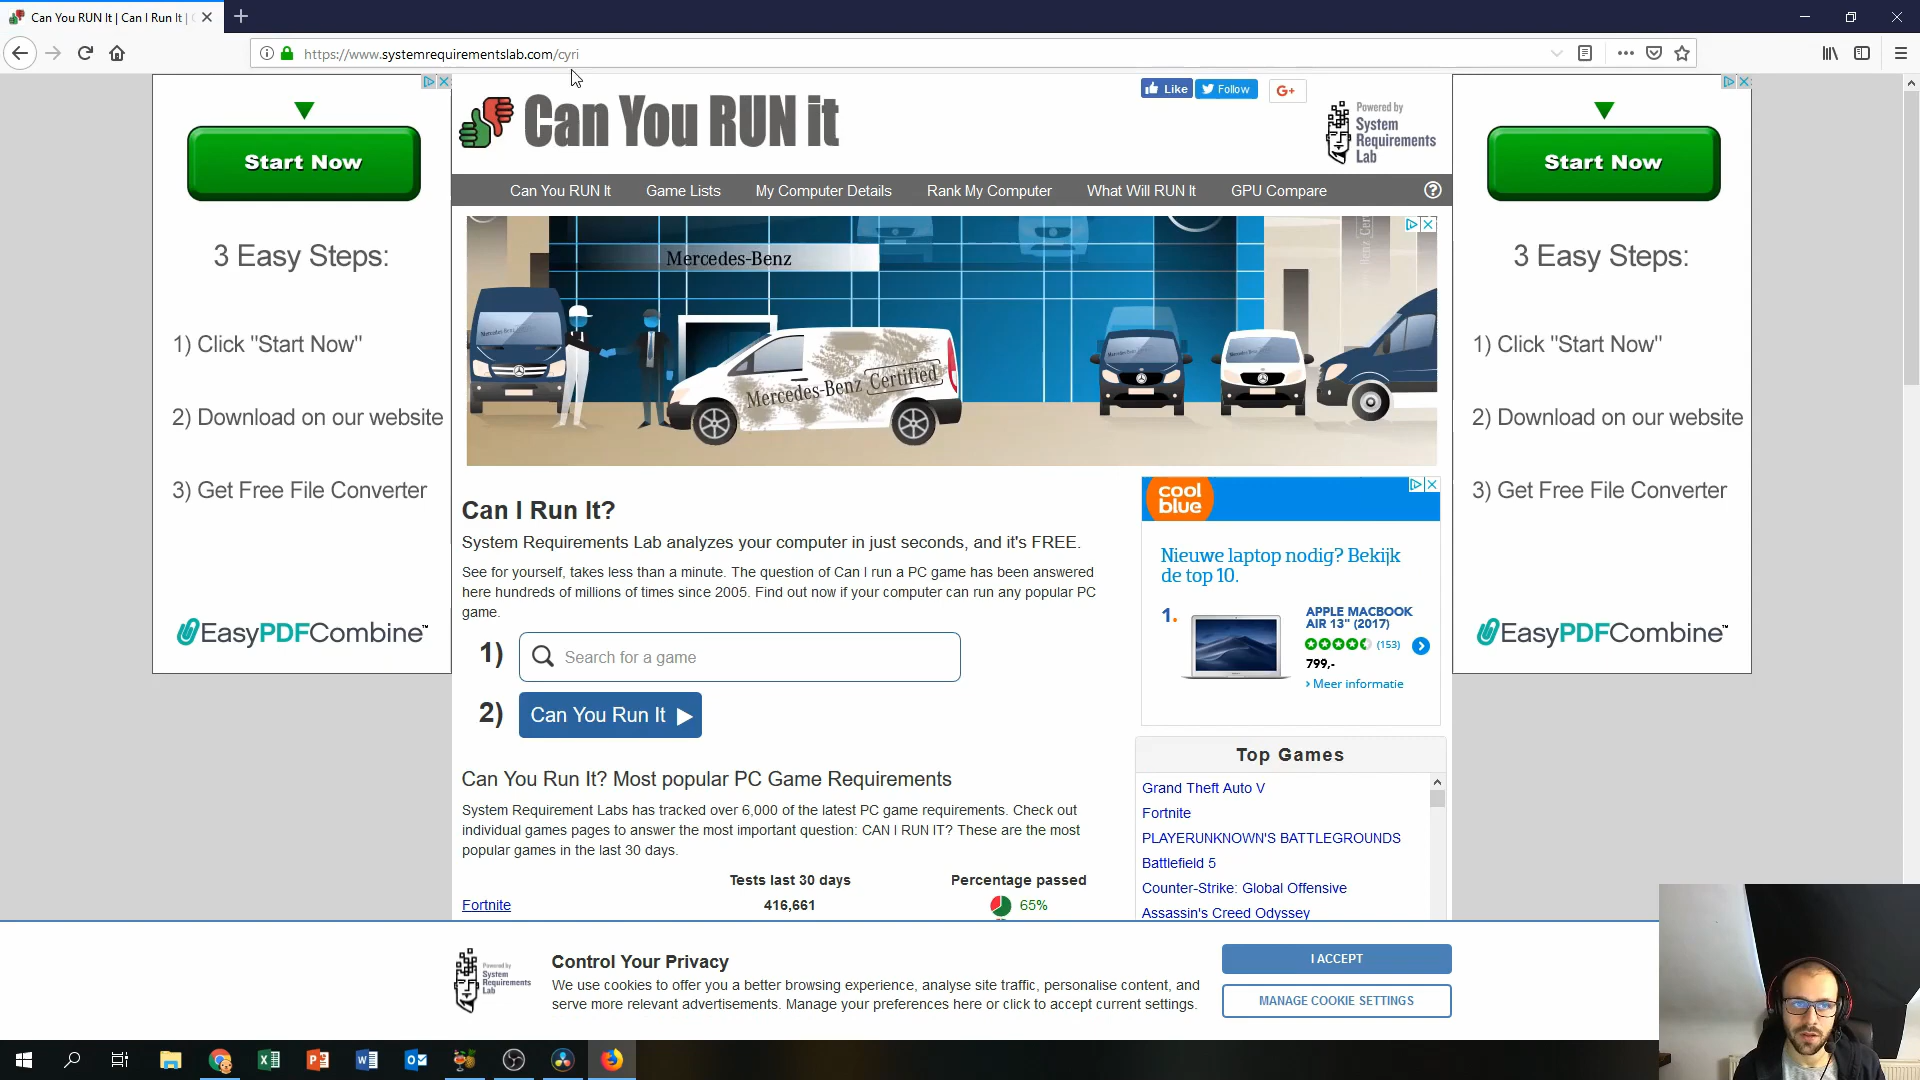 Can You RUN It | Can I Run It |
https://www.systemrequirementslab.com/cyri
Start Now
3 Easy Steps:
1) Click "Start Now"
2) Download on our website
3) Get Free File Converter
EasyPDFCombine™
Can You RUN it
Like
Follow
G+
Powered by
System
Requirements
Lab
Can You RUN It
Game Lists
My Computer Details
Rank My Computer
What Will RUN It
GPU Compare
Mercedes-Benz
Mercedes-Benz Certified
Can I Run It?
System Requirements Lab analyzes your computer in just seconds, and it's FREE.
See for yourself, takes less than a minute. The question of Can I run a PC game has been answered
here hundreds of millions of times since 2005. Find out now if your computer can run any popular PC
game.
1) Search for a game
2) Can You Run It
Can You Run It? Most popular PC Game Requirements
System Requirement Labs has tracked over 6,000 of the latest PC game requirements. Check out
individual games pages to answer the most important question: CAN I RUN IT? These are the most
popular games in the last 30 days.
Tests last 30 days
Percentage passed
Fortnite
416,661
65%
cool
blue
Nieuwe laptop nodig? Bekijk
de top 10.
1.
APPLE MACBOOK
AIR 13" (2017)
(153)
799,-
› Meer informatie
Top Games
Grand Theft Auto V
Fortnite
PLAYERUNKNOWN'S BATTLEGROUNDS
Battlefield 5
Counter-Strike: Global Offensive
Assassin's Creed Odyssey
Start Now
3 Easy Steps:
1) Click "Start Now"
2) Download on our website
3) Get Free File Converter
EasyPDFCombine™
Powered by
System
Requirements
Lab
Control Your Privacy
We use cookies to offer you a better browsing experience, analyse site traffic, personalise content, and
serve more relevant advertisements. Manage your preferences here or click to accept current settings.
I ACCEPT
MANAGE COOKIE SETTINGS